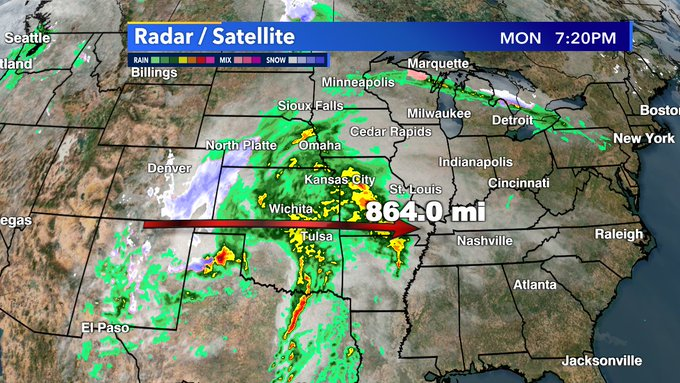 Radar / Satellite MON 7:20PM
RAIN MIX SNOW
Seattle
Billings
Marquette
Minneapolis
Boston
Sioux Falls
Milwaukee
Detroit
New York
Cedar Rapids
North Platte
Omaha
Indianapolis
Denver
Kansas City
Cincinnati
St. Louis
Wichita
864.0 mi
egas
Tulsa
Nashville
Raleigh
Atlanta
El Paso
Jacksonville
tland